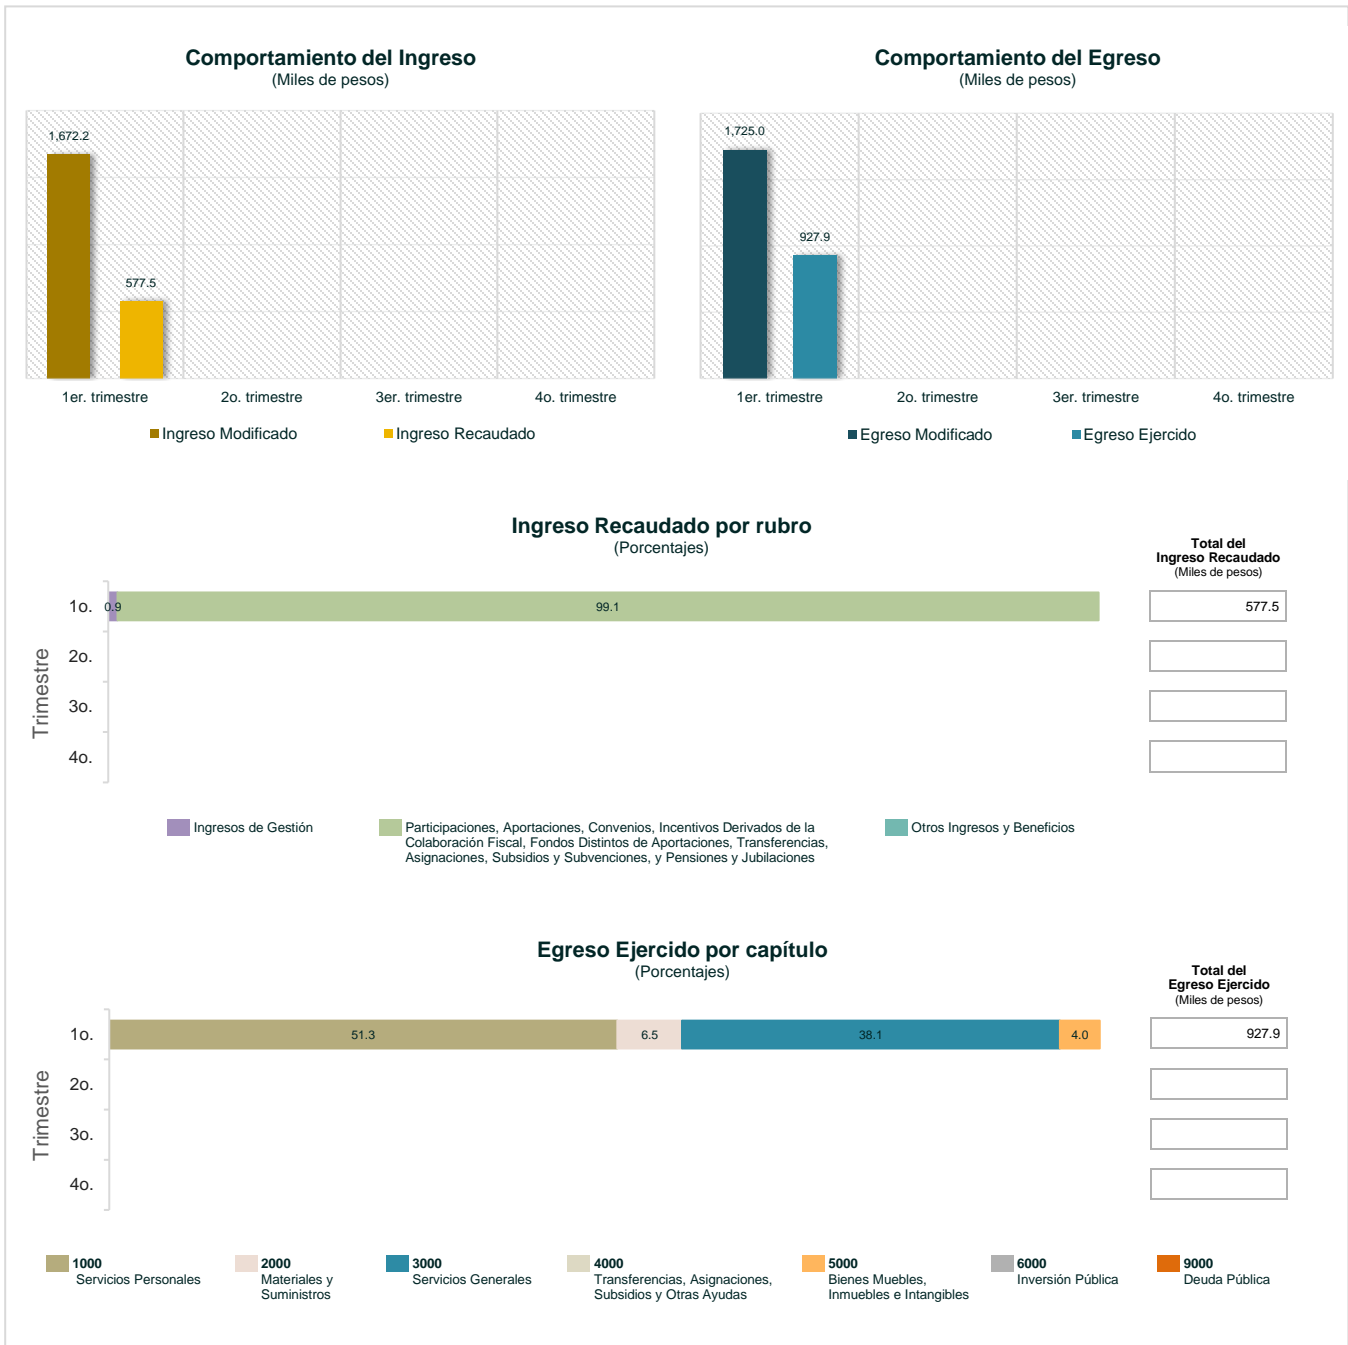 Comportamiento del Ingreso
(Miles de pesos)
1,672.2
577.5
1er. trimestre
2o. trimestre
3er. trimestre
4o. trimestre
Ingreso Modificado
Ingreso Recaudado
Comportamiento del Egreso
(Miles de pesos)
1,725.0
927.9
1er. trimestre
2o. trimestre
3er. trimestre
4o. trimestre
Egreso Modificado
Egreso Ejercido
Ingreso Recaudado por rubro
(Porcentajes)
Total del
Ingreso Recaudado
(Miles de pesos)
Trimestre
1o.
0.9
99.1
577.5
2o.
3o.
4o.
Ingresos de Gestión
Participaciones, Aportaciones, Convenios, Incentivos Derivados de la
Colaboración Fiscal, Fondos Distintos de Aportaciones, Transferencias,
Asignaciones, Subsidios y Subvenciones, y Pensiones y Jubilaciones
Otros Ingresos y Beneficios
Egreso Ejercido por capítulo
(Porcentajes)
Total del
Egreso Ejercido
(Miles de pesos)
Trimestre
1o.
51.3
6.5
38.1
4.0
927.9
2o.
3o.
4o.
1000
Servicios Personales
2000
Materiales y
Suministros
3000
Servicios Generales
4000
Transferencias, Asignaciones,
Subsidios y Otras Ayudas
5000
Bienes Muebles,
Inmuebles e Intangibles
6000
Inversión Pública
9000
Deuda Pública